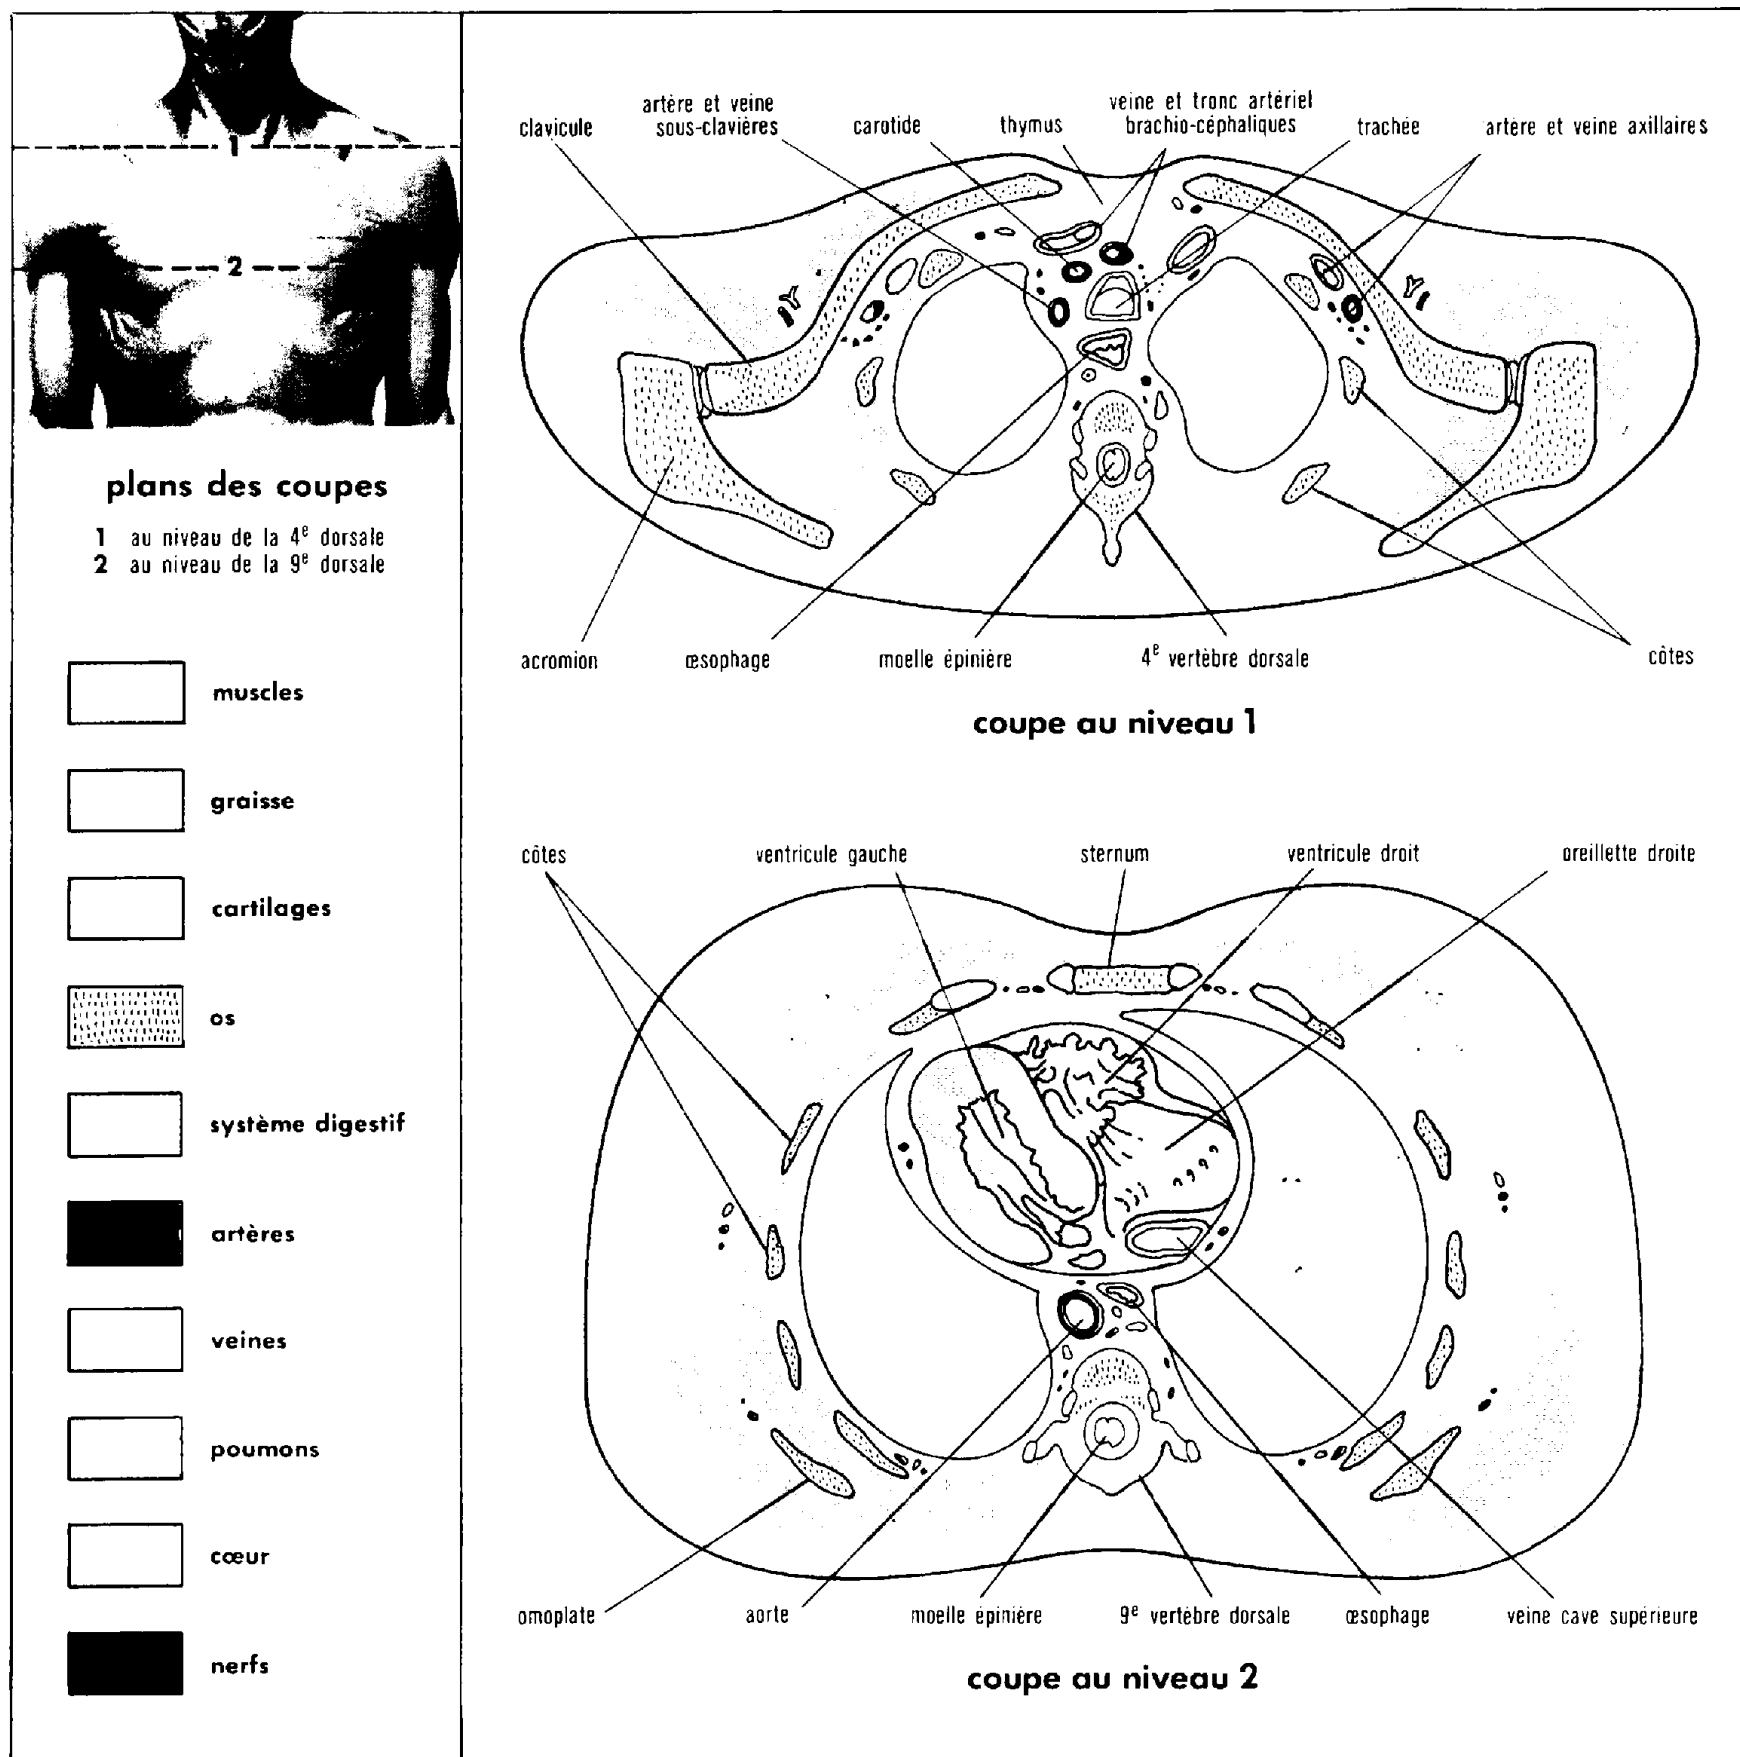 1
2
plans des coupes
1 au niveau de la 4e dorsale
2 au niveau de la 9e dorsale
muscles
graisse
cartilages
os
système digestif
artères
veines
poumons
cœur
nerfs
clavicule
artère et veine
sous-clavières
carotide
thymus
veine et tronc artériel
brachio-céphaliques
trachée
artère et veine axillaires
acromion
œsophage
moelle épinière
4e vertèbre dorsale
côtes
coupe au niveau 1
côtes
ventricule gauche
sternum
ventricule droit
oreillette droite
omoplate
aorte
moelle épinière
9e vertèbre dorsale
œsophage
veine cave supérieure
coupe au niveau 2